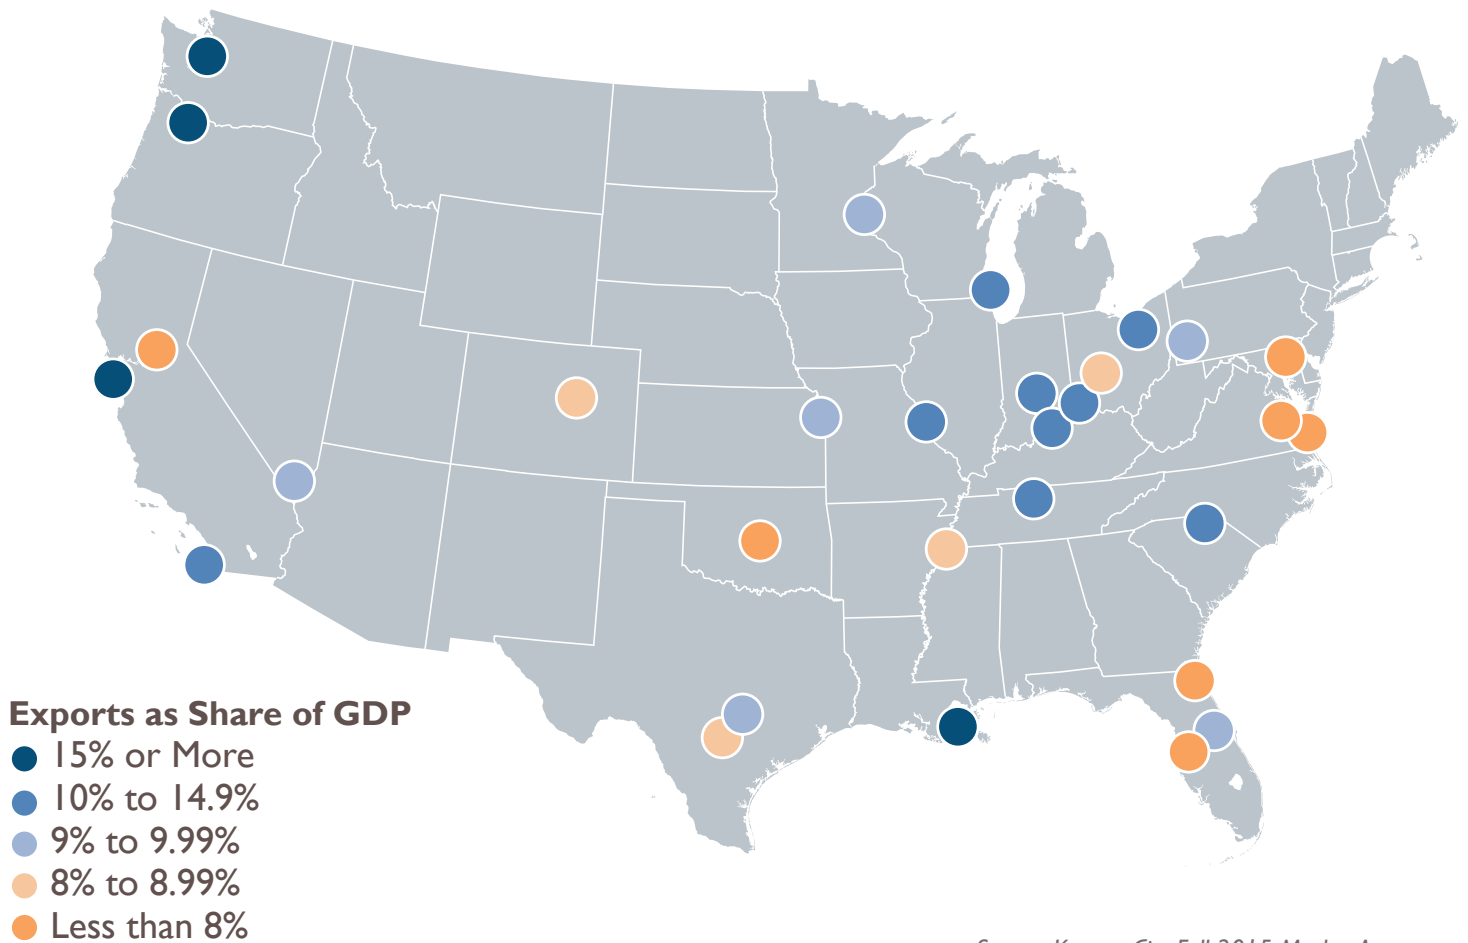 Exports as Share of GDP
15% or More
10% to 14.9%
9% to 9.99%
8% to 8.99%
Less than 8%